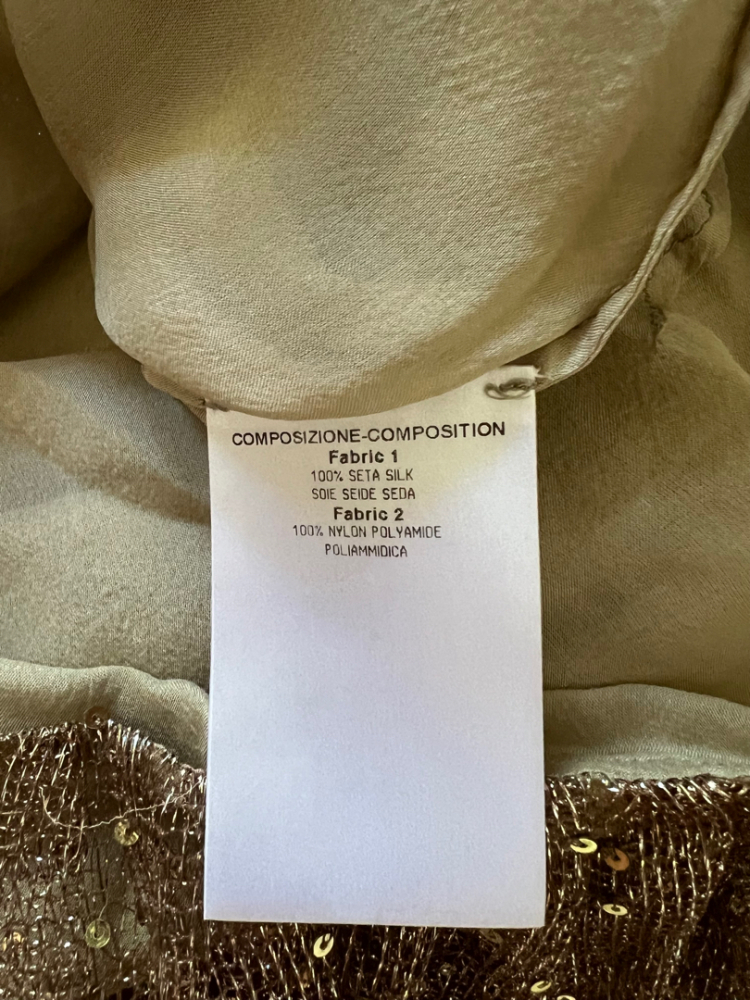 COMPOSIZIONE-COMPOSITION
Fabric 1
100% SETA SILK
SOIE SEIDE SEDA
Fabric 2
100% NYLON POLYAMIDE
POLIAMMIDICA